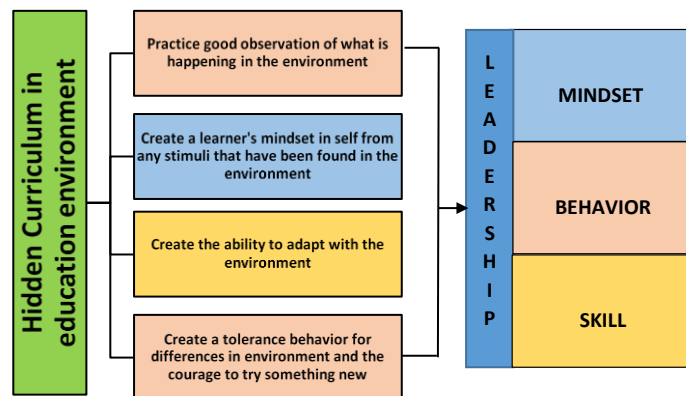 Hidden Curriculum in
education environment
Practice good observation of what is
happening in the environment
Create a learner's mindset in self from
any stimuli that have been found in the
environment
Create the ability to adapt with the
environment
Create a tolerance behavior for
differences in environment and the
courage to try something new
LEADERSHIP
MINDSET
BEHAVIOR
SKILL